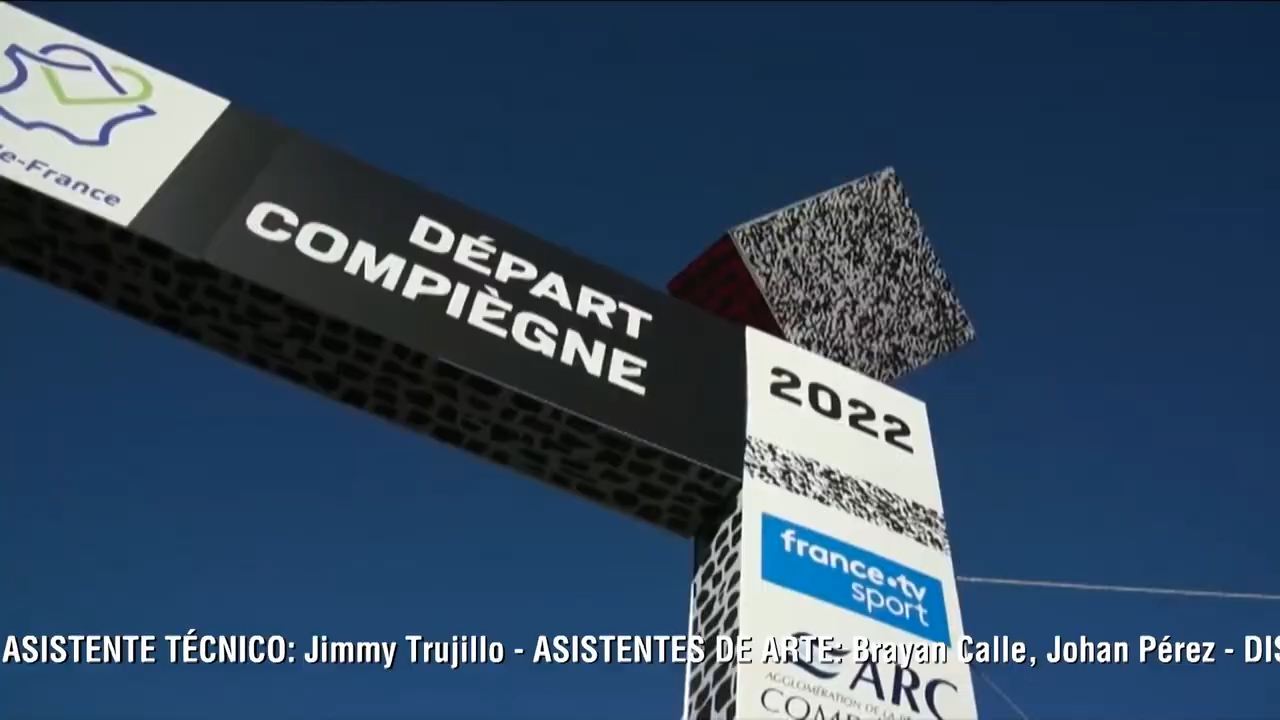 e-France
DÉPART
COMPIÈGNE
2022
france•tv
sport
ASISTENTE TÉCNICO: Jimmy Trujillo - ASISTENTES DE ARTE: Brayan Calle, Johan Pérez - DIS
ARC
AGGLOMÉRATION DE LA
COMP